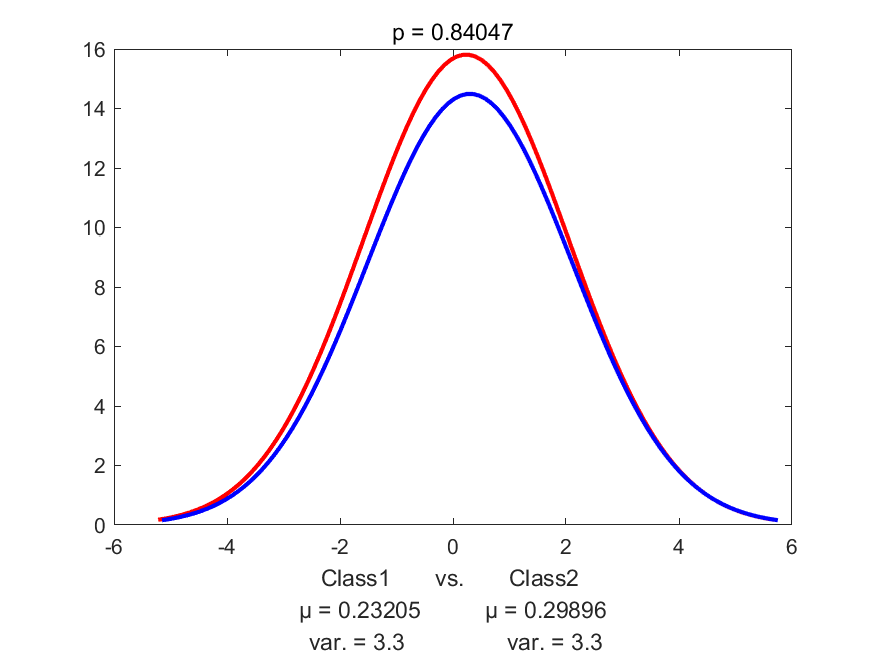 p = 0.84047
16
14
12
10
8
6
4
2
0
-6 -4 -2 0 2 4 6
Class1 vs. Class2
μ = 0.23205 μ = 0.29896
var. = 3.3 var. = 3.3